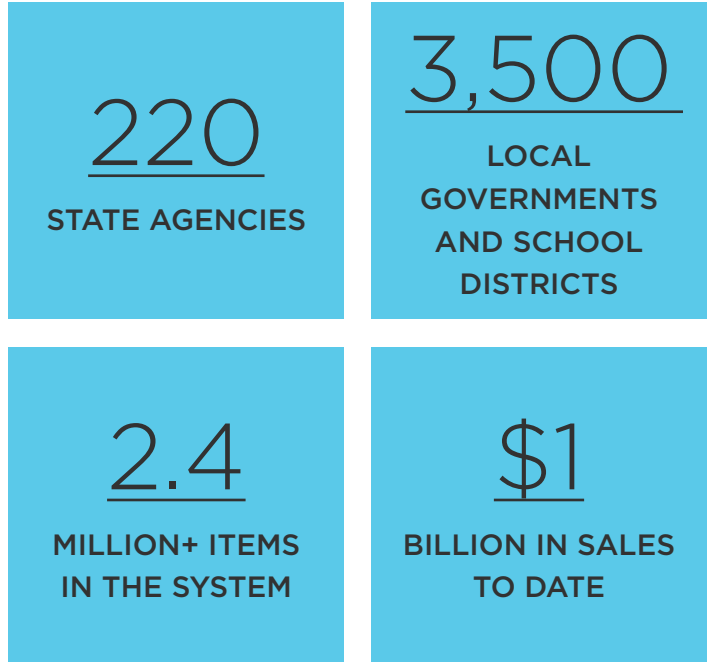 220
STATE AGENCIES
3,500
LOCAL
GOVERNMENTS
AND SCHOOL
DISTRICTS
2.4
MILLION+ ITEMS
IN THE SYSTEM
$1
BILLION IN SALES
TO DATE